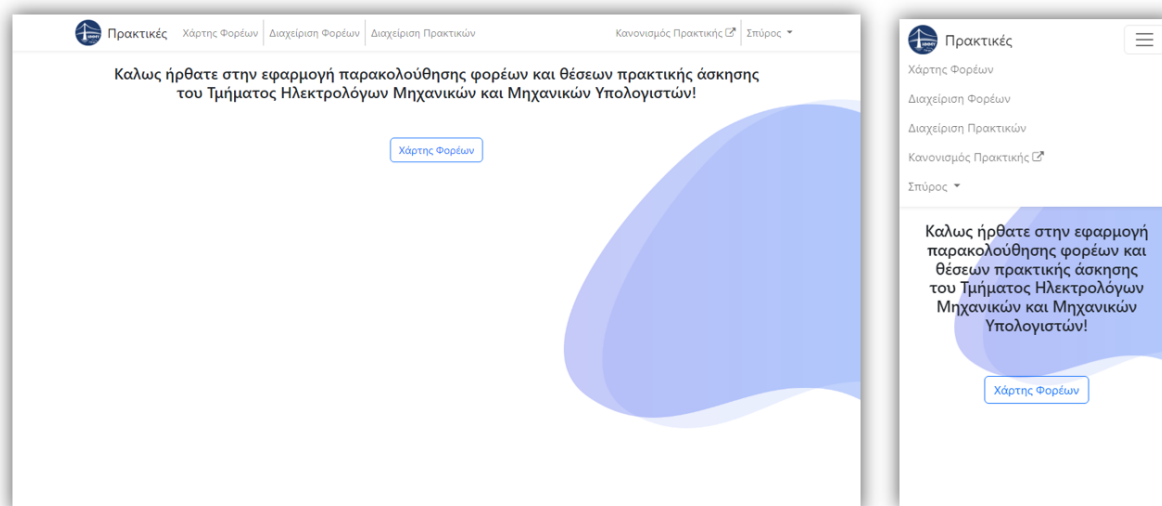 Πρακτικές Χάρτης Φορέων Διαχείριση Φορέων Διαχείριση Πρακτικών Κανονισμός Πρακτικής Σπύρος
Καλως ήρθατε στην εφαρμογή παρακολούθησης φορέων και θέσεων πρακτικής άσκησης
του Τμήματος Ηλεκτρολόγων Μηχανικών και Μηχανικών Υπολογιστών!
Χάρτης Φορέων
Πρακτικές
Χάρτης Φορέων
Διαχείριση Φορέων
Διαχείριση Πρακτικών
Κανονισμός Πρακτικής
Σπύρος
Καλως ήρθατε στην εφαρμογή
παρακολούθησης φορέων και
θέσεων πρακτικής άσκησης
του Τμήματος Ηλεκτρολόγων
Μηχανικών και Μηχανικών
Υπολογιστών!
Χάρτης Φορέων